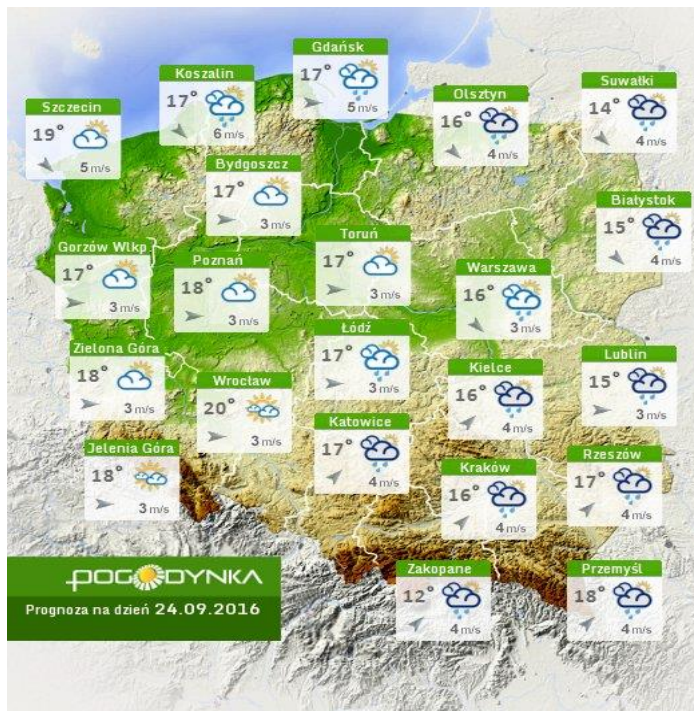 Gdańsk
17°
5 m/s
Koszalin
17°
6 m/s
Szczecin
19°
5 m/s
Olsztyn
16°
4 m/s
Suwałki
14°
4 m/s
Bydgoszcz
17°
3 m/s
Białystok
15°
4 m/s
Gorzów Wlkp
17°
3 m/s
Poznań
18°
3 m/s
Toruń
17°
3 m/s
Warszawa
16°
3 m/s
Łódź
17°
3 m/s
Zielona Góra
18°
3 m/s
Wrocław
20°
3 m/s
Kielce
16°
4 m/s
Lublin
15°
3 m/s
Katowice
17°
4 m/s
Jelenia Góra
18°
3 m/s
Kraków
16°
4 m/s
Rzeszów
17°
4 m/s
Zakopane
12°
4 m/s
Przemyśl
18°
4 m/s
POGODYNKA
Prognoza na dzień 24.09.2016